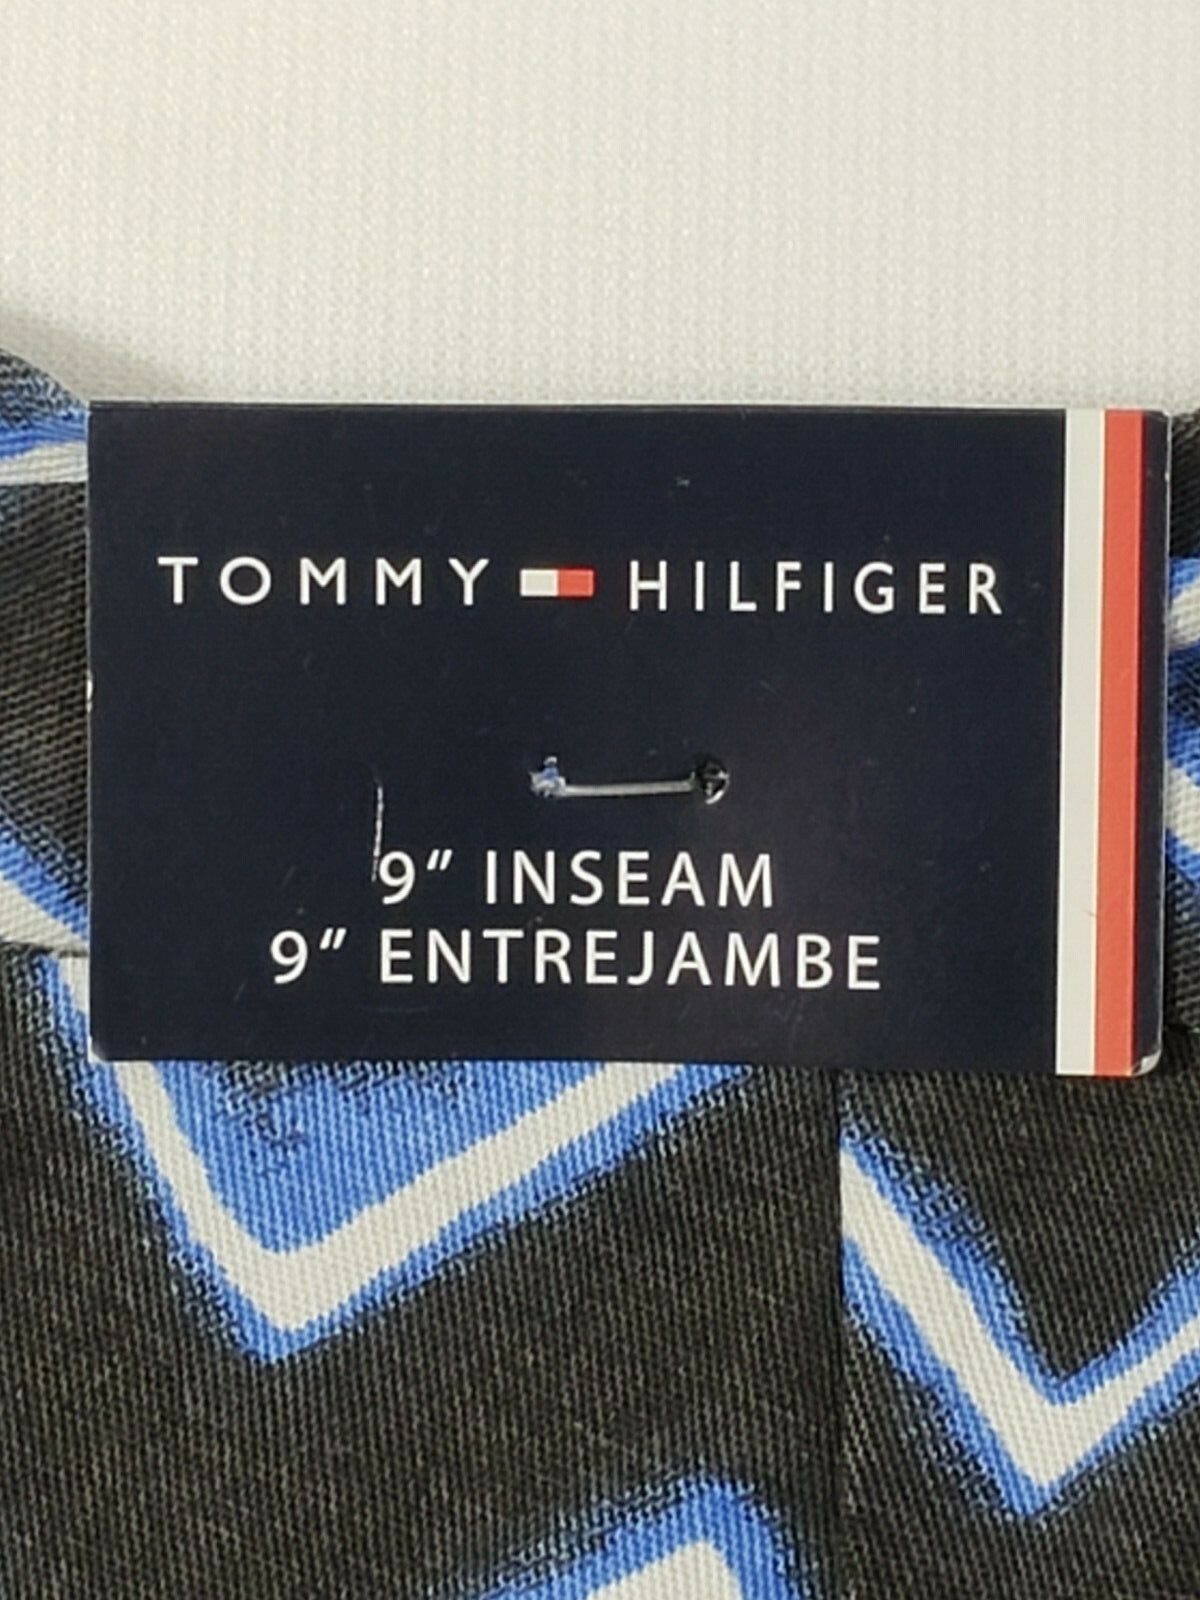 TOMMY HILFIGER
9" INSEAM
9" ENTREJAMBE